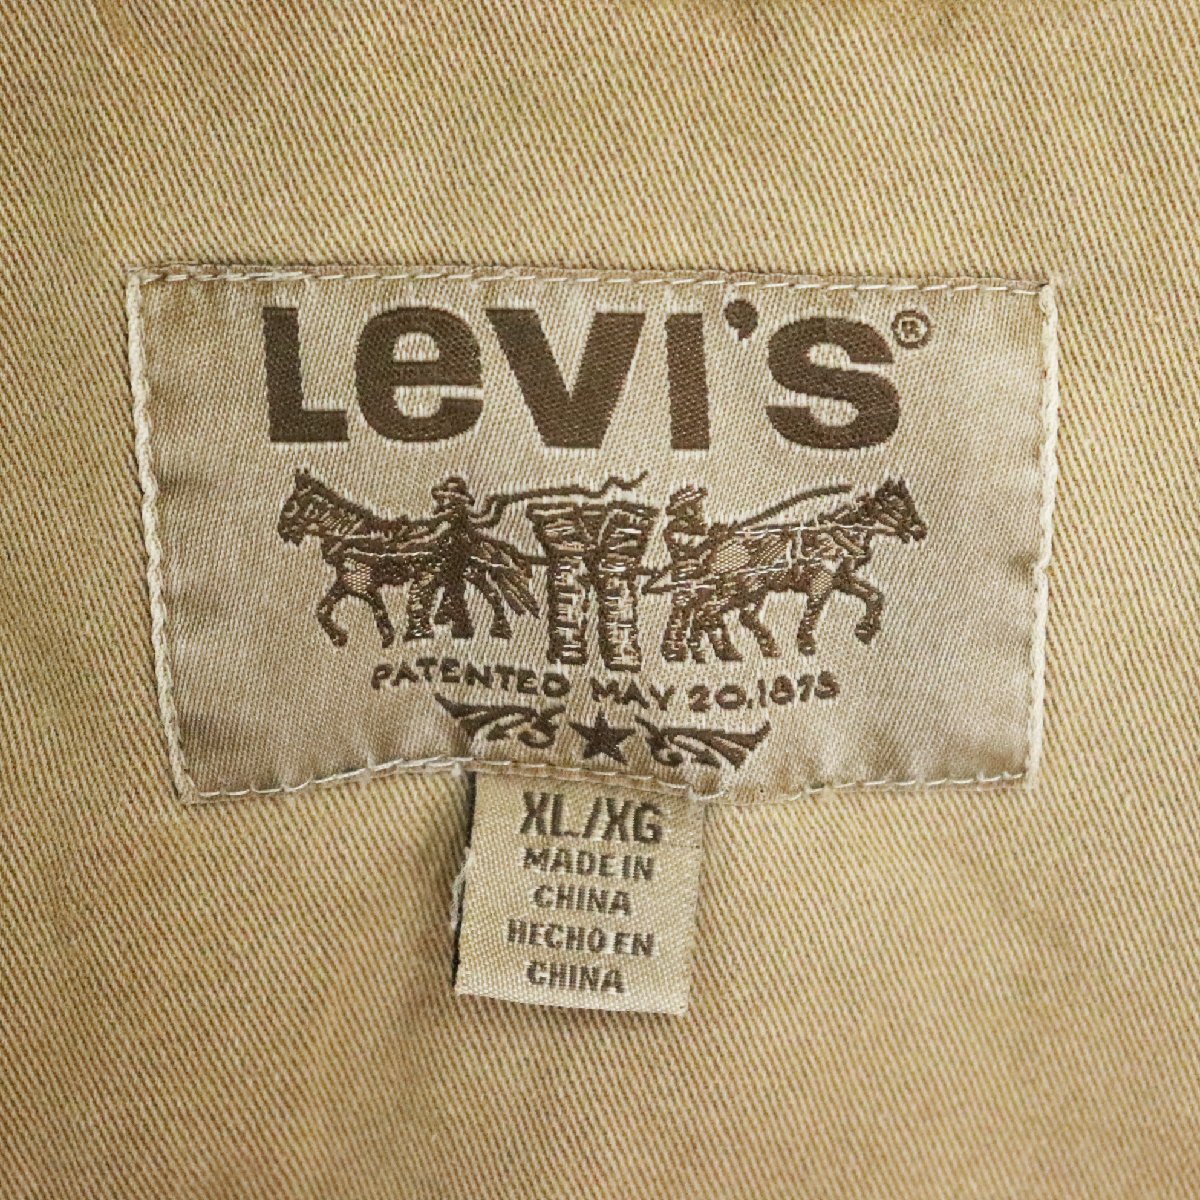 LEVI'S®
PATENTED MAY 20, 1873
XL/XG
MADE IN
CHINA
HECHO EN
CHINA